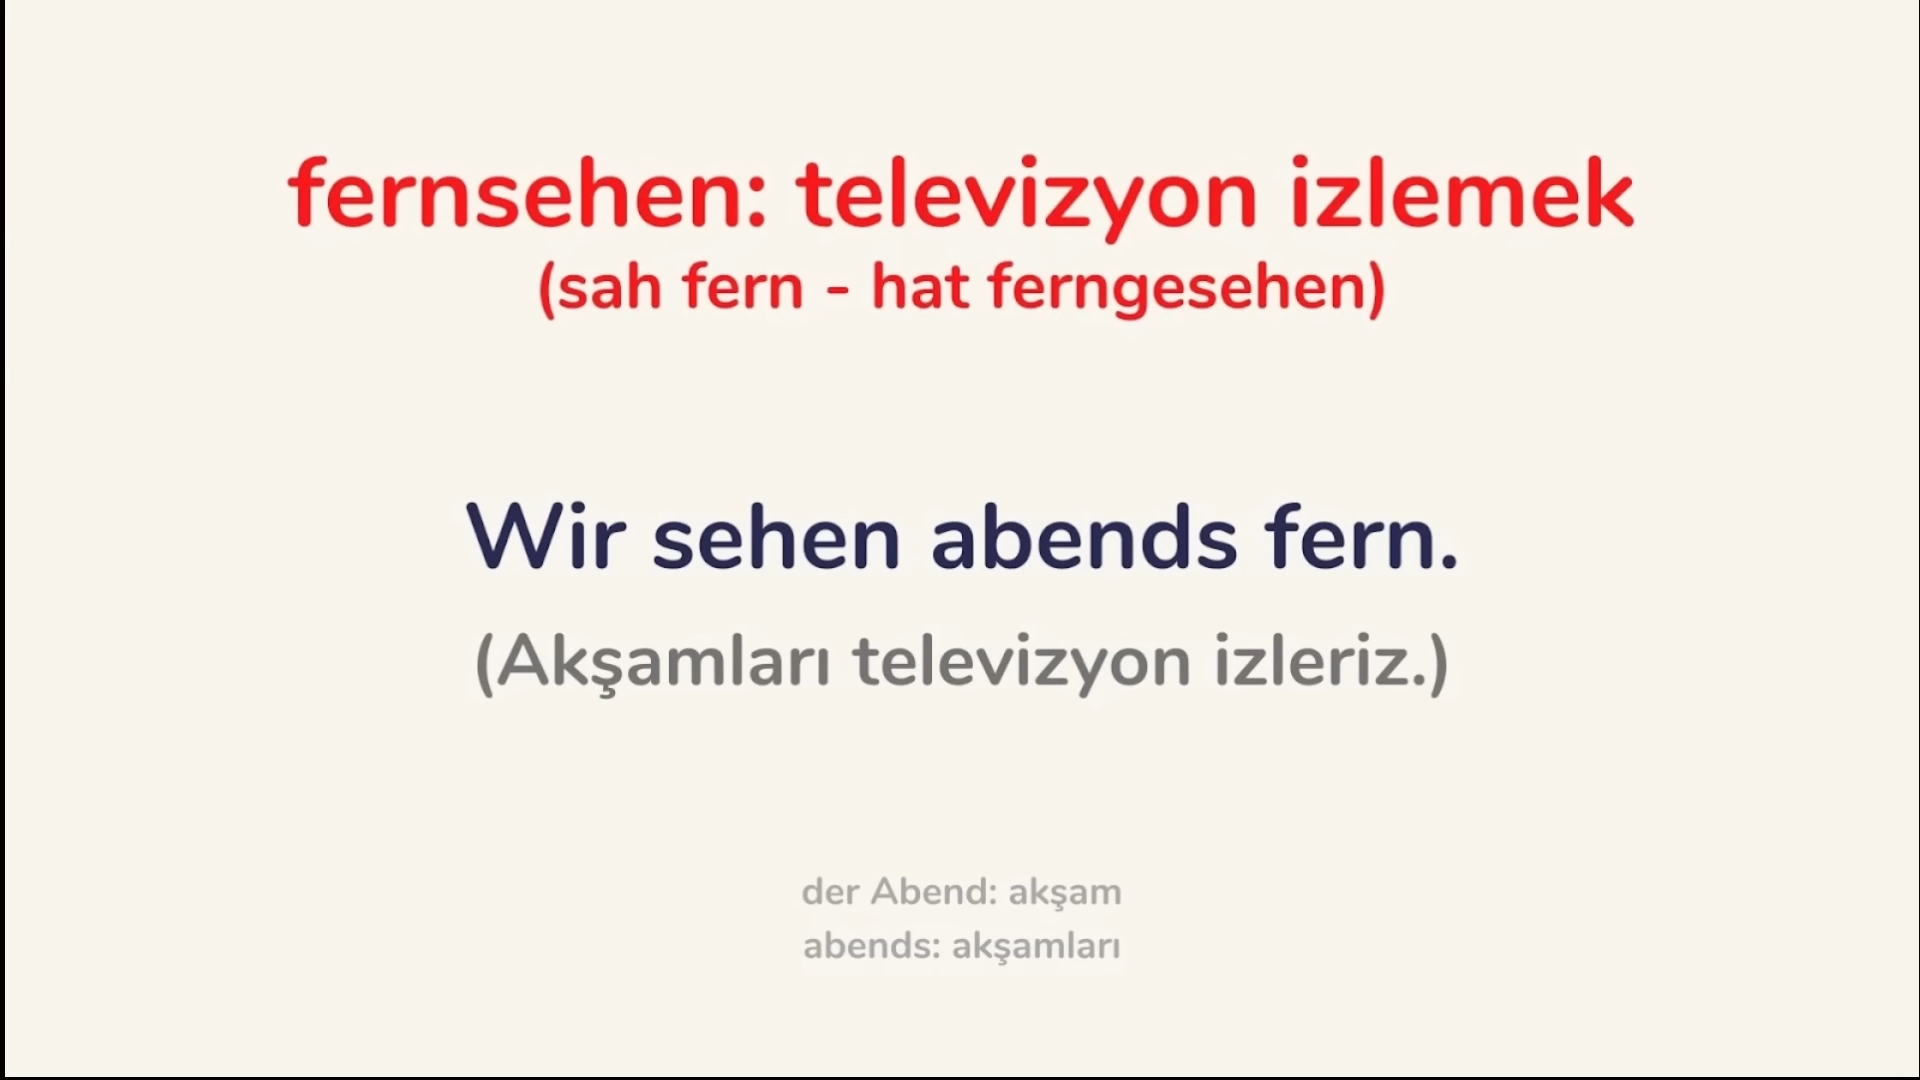 fernsehen: televizyon izlemek
(sah fern - hat ferngesehen)
Wir sehen abends fern.
(Akşamları televizyon izleriz.)
der Abend: akşam
abends: akşamları